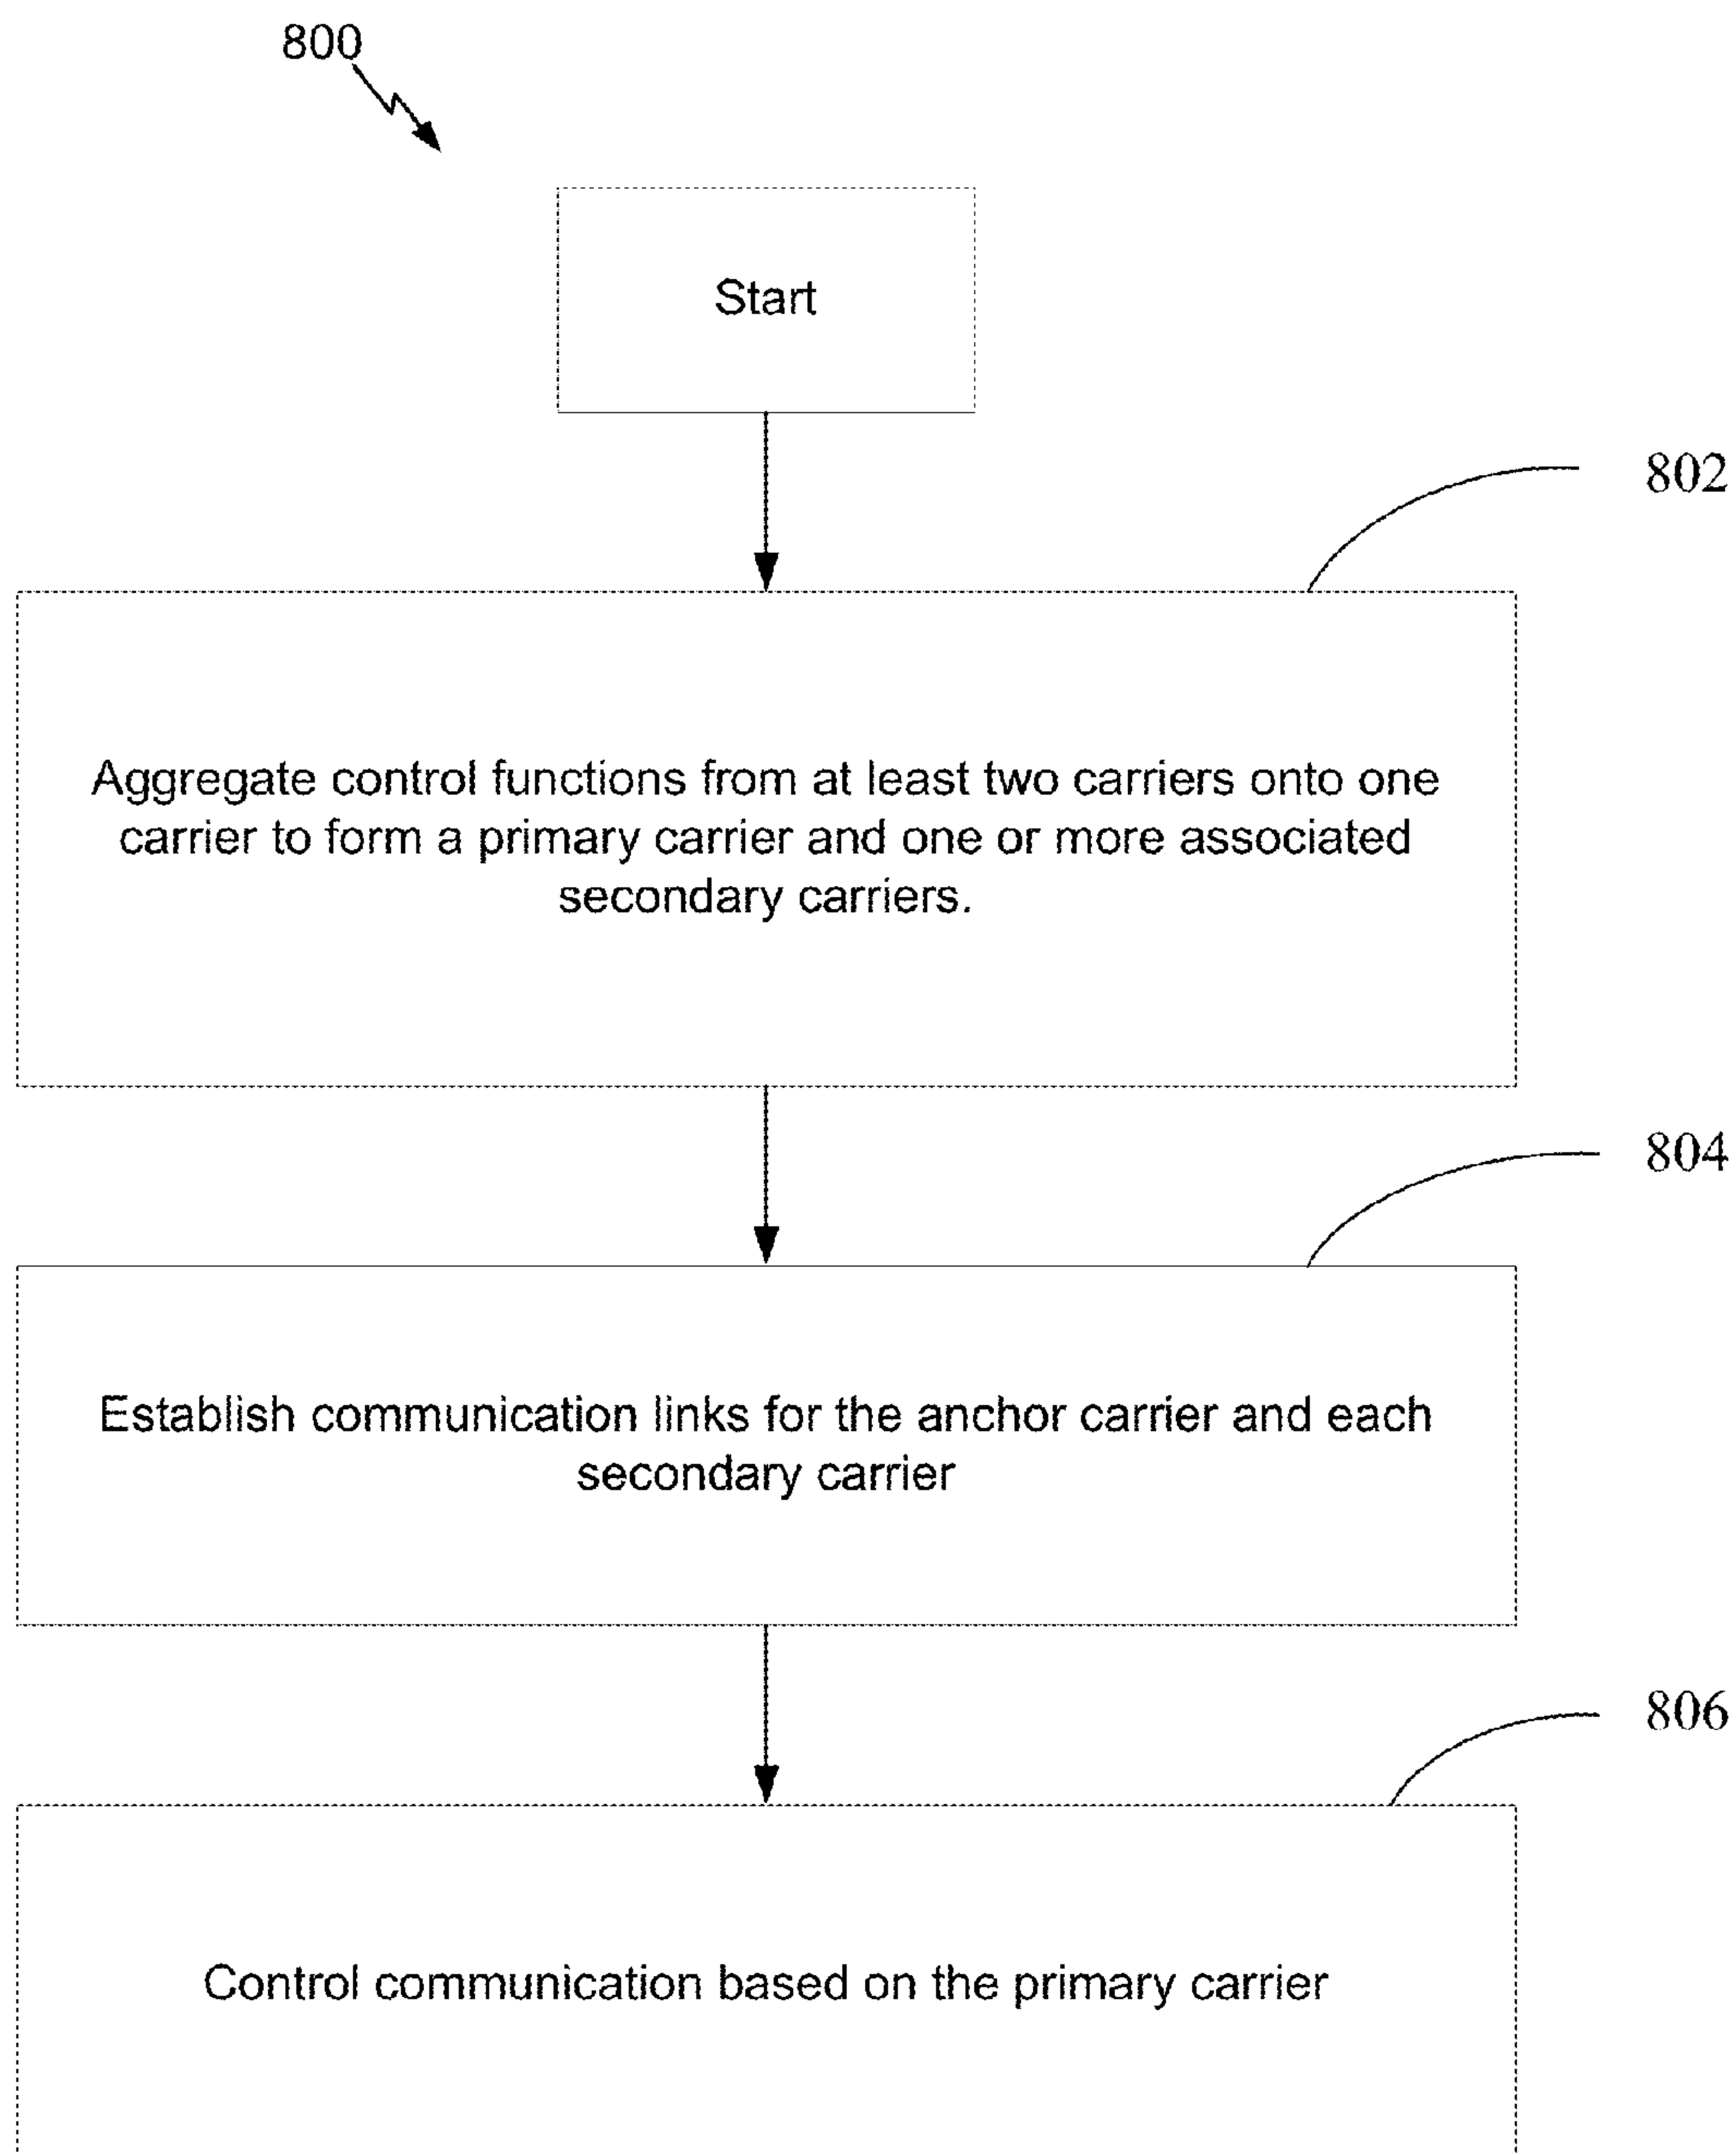 800
Start
802
Aggregate control functions from at least two carriers onto one
carrier to form a primary carrier and one or more associated
secondary carriers.
804
Establish communication links for the anchor carrier and each
secondary carrier
806
Control communication based on the primary carrier